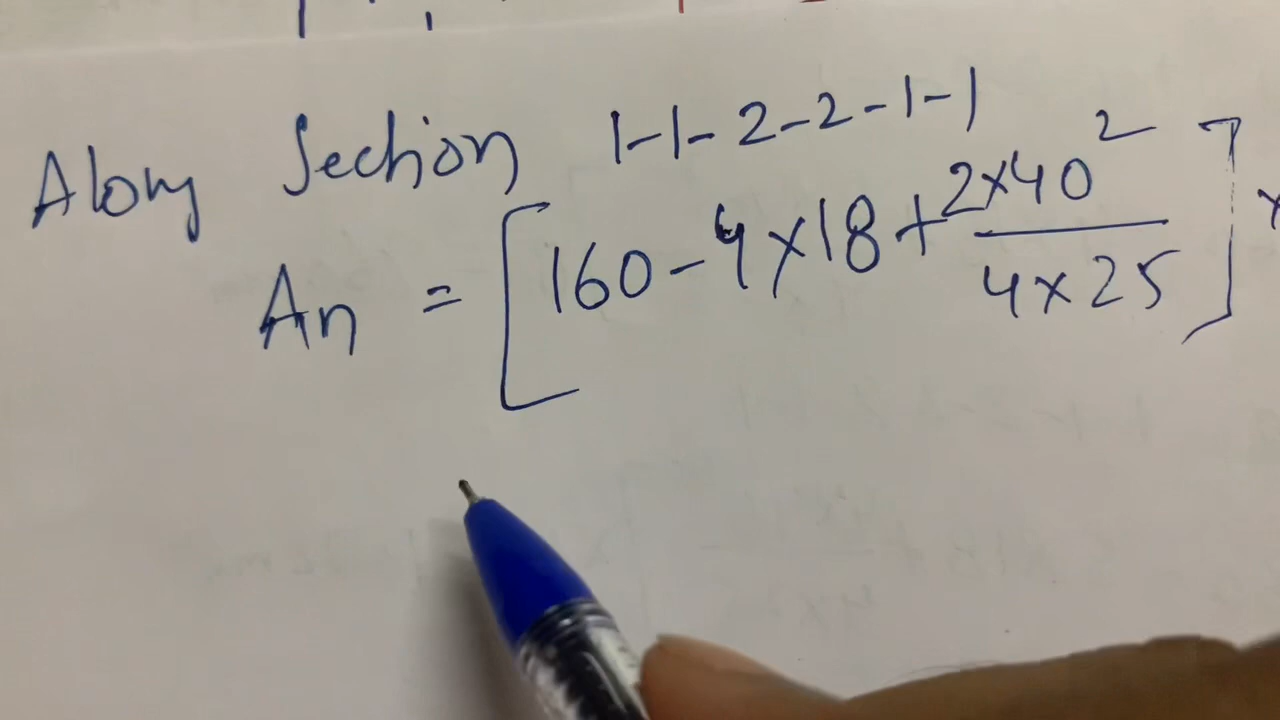 Along Section 1-1-2-2-1-1
An = [160-4×18+2×40²/4×25]×